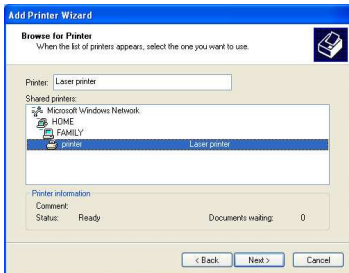 Add Printer Wizard
Browse for Printer
When the list of printers appears, select the one you want to use.
Printer: Laser printer
Shared printers:
Microsoft Windows Network
HOME
FAMILY
printer Laser printer
Printer information
Comment:
Status: Ready Documents waiting: 0
< Back Next > Cancel